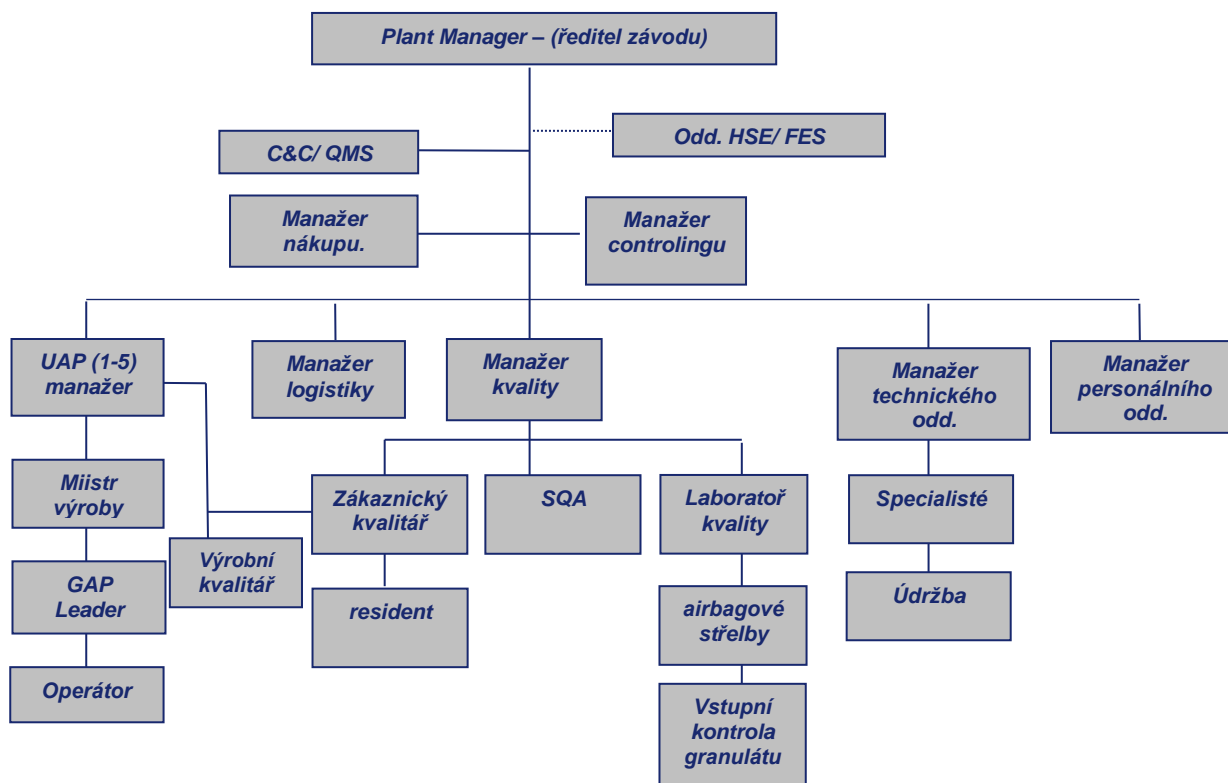 Plant Manager – (ředitel závodu)
Odd. HSE/ FES
C&C/ QMS
Manažer
nákupu.
Manažer
controlingu
UAP (1-5)
manažer
Manažer
logistiky
Manažer
kvality
Manažer
technického
odd.
Manažer
personálního
odd.
Miistr
výroby
Zákaznický
kvalitář
SQA
Laboratoř
kvality
Specialisté
Výrobní
kvalitář
GAP
Leader
resident
airbagové
střelby
Údržba
Operátor
Vstupní
kontrola
granulátu